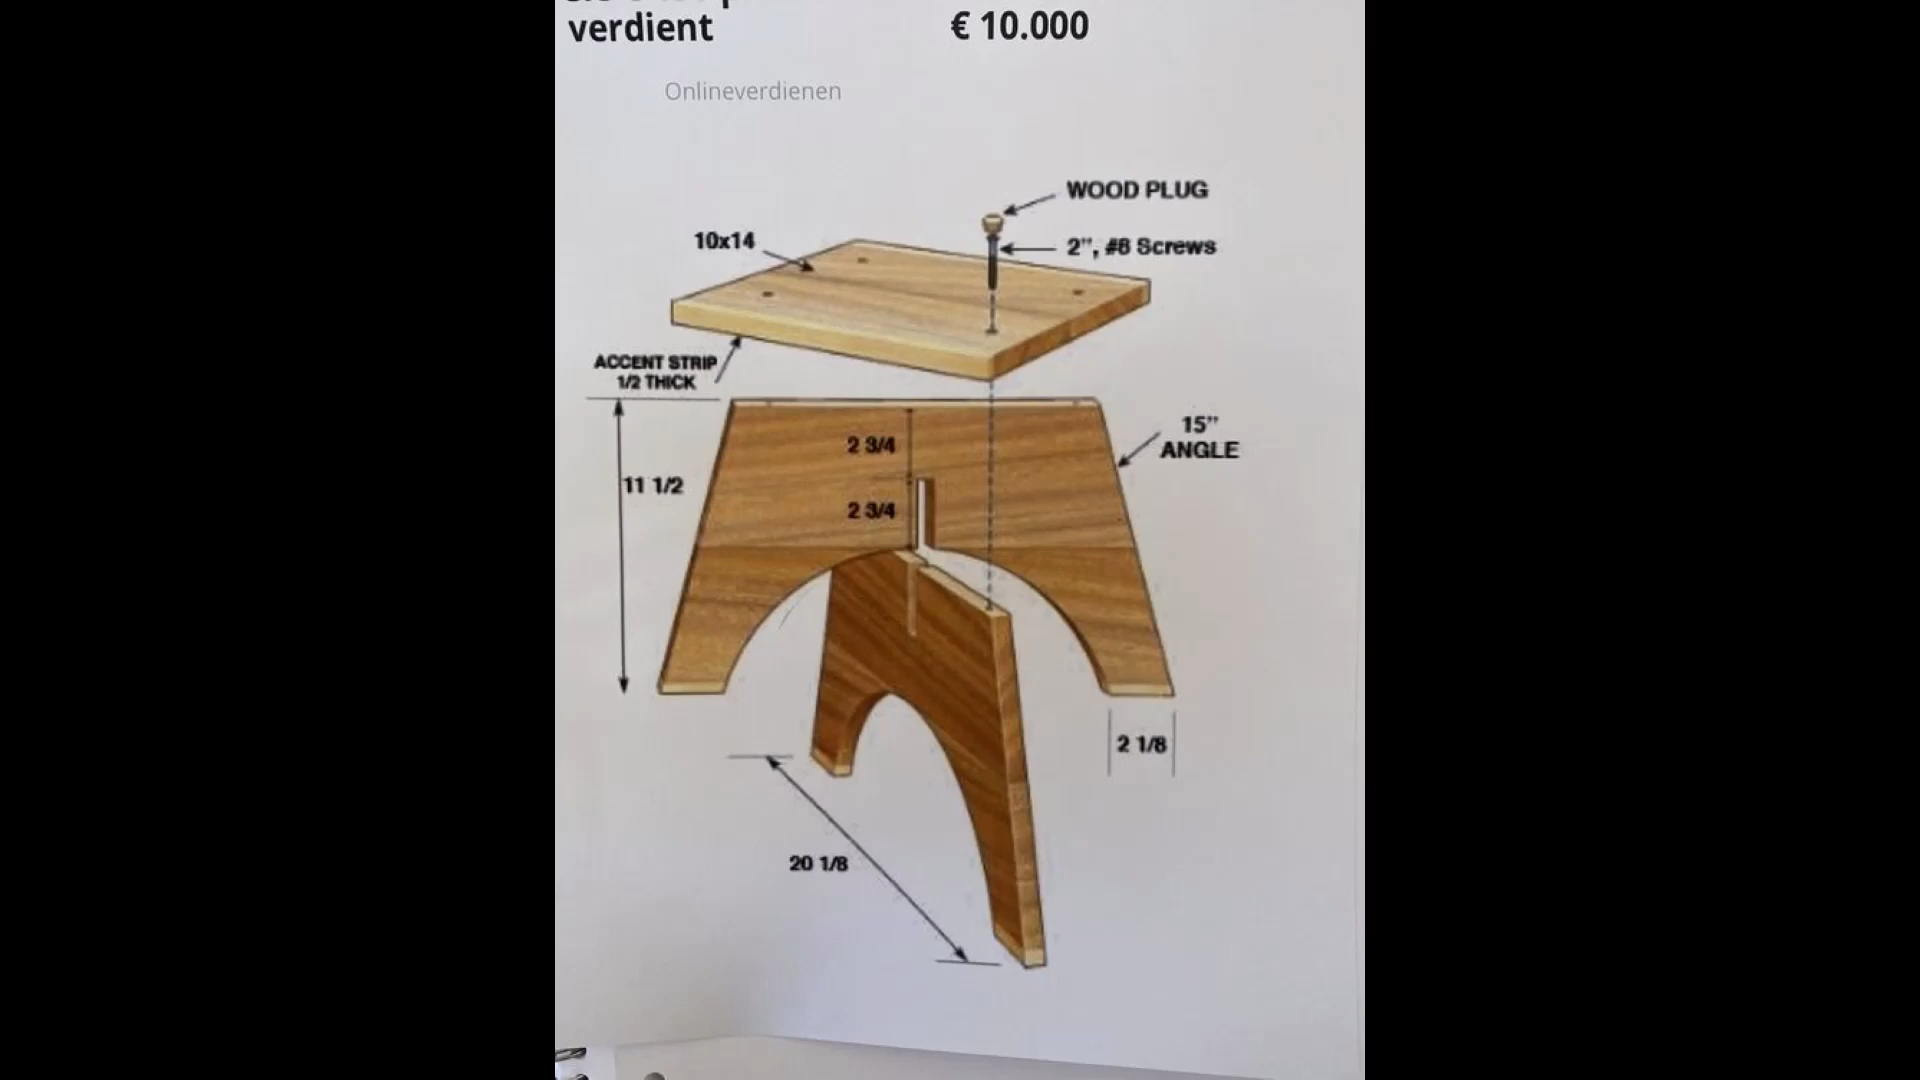 verdient
€ 10.000
Onlineverdienen
WOOD PLUG
10x14
2”, #8 Screws
ACCENT STRIP
1/2 THICK
15”
ANGLE
2 3/4
11 1/2
2 3/4
2 1/8
20 1/8